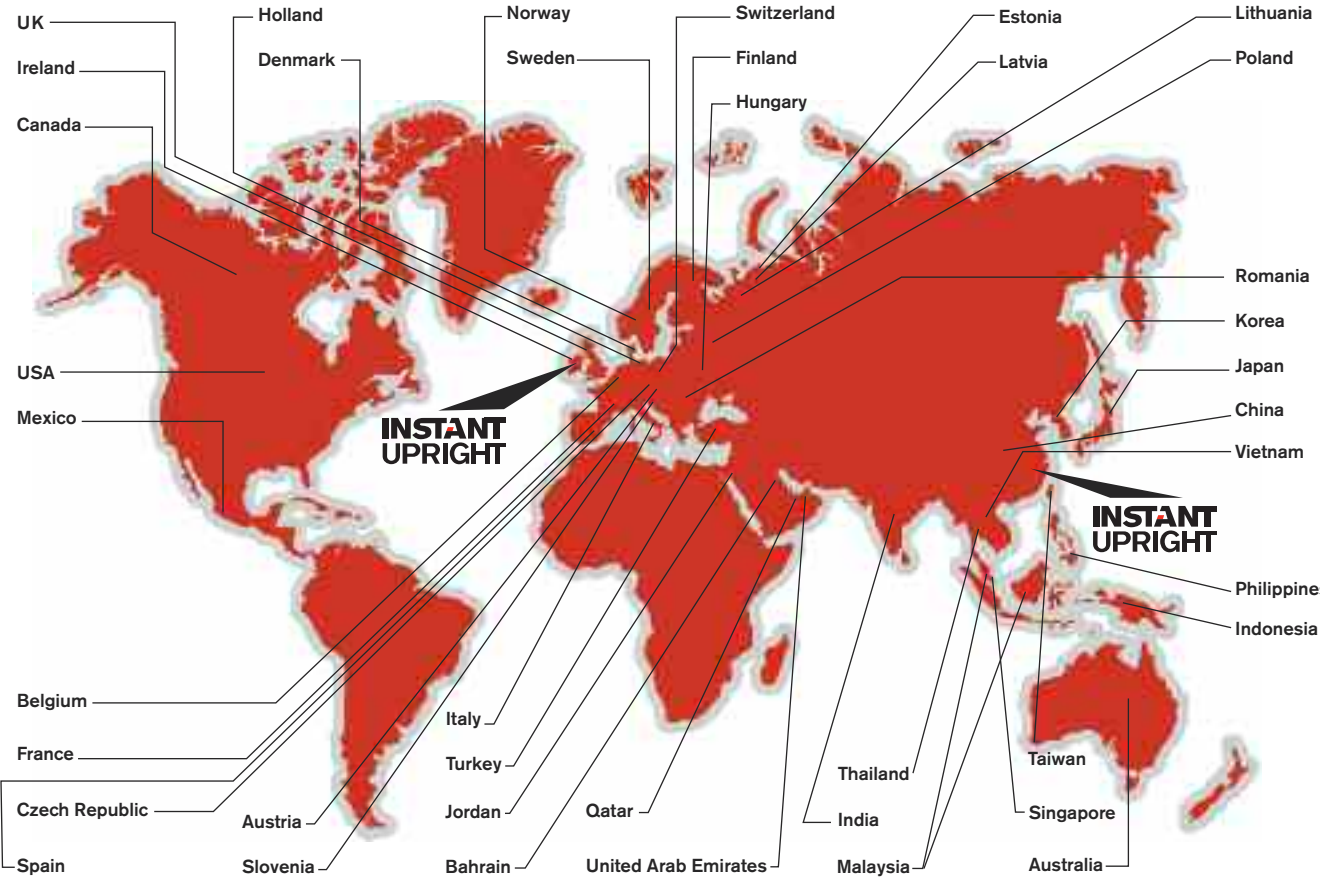 UK
Holland
Norway
Switzerland
Estonia
Lithuania
Ireland
Denmark
Sweden
Finland
Latvia
Poland
Canada
Hungary
Romania
Korea
USA
Japan
Mexico
China
INSTANT
UPRIGHT
Vietnam
INSTANT
UPRIGHT
Philippines
Indonesia
Belgium
Italy
France
Turkey
Thailand
Taiwan
Czech Republic
Austria
Jordan
Qatar
India
Singapore
Spain
Slovenia
Bahrain
United Arab Emirates
Malaysia
Australia